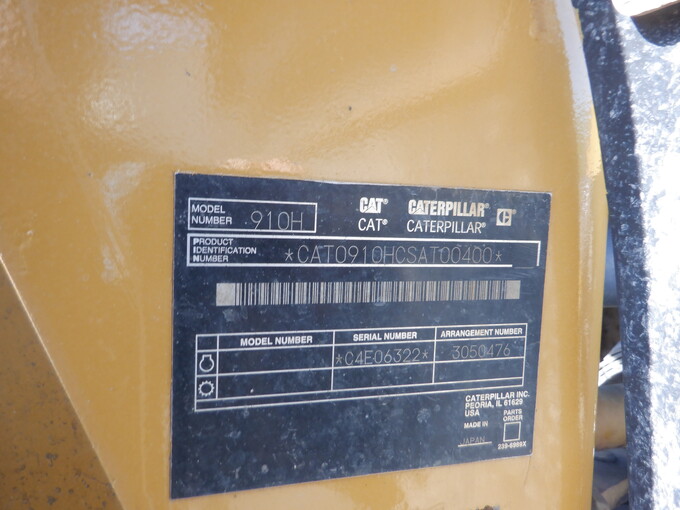 MODEL NUMBER 910H
CAT® CATERPILLAR® C
CAT® CATERPILLAR®
PRODUCT IDENTIFICATION NUMBER *CAT0910HCSAT00400*
MODEL NUMBER SERIAL NUMBER ARRANGEMENT NUMBER
*C4E06322* 3050476
CATERPILLAR INC.
PEORIA, IL 61629
USA PARTS ORDER
MADE IN
JAPAN